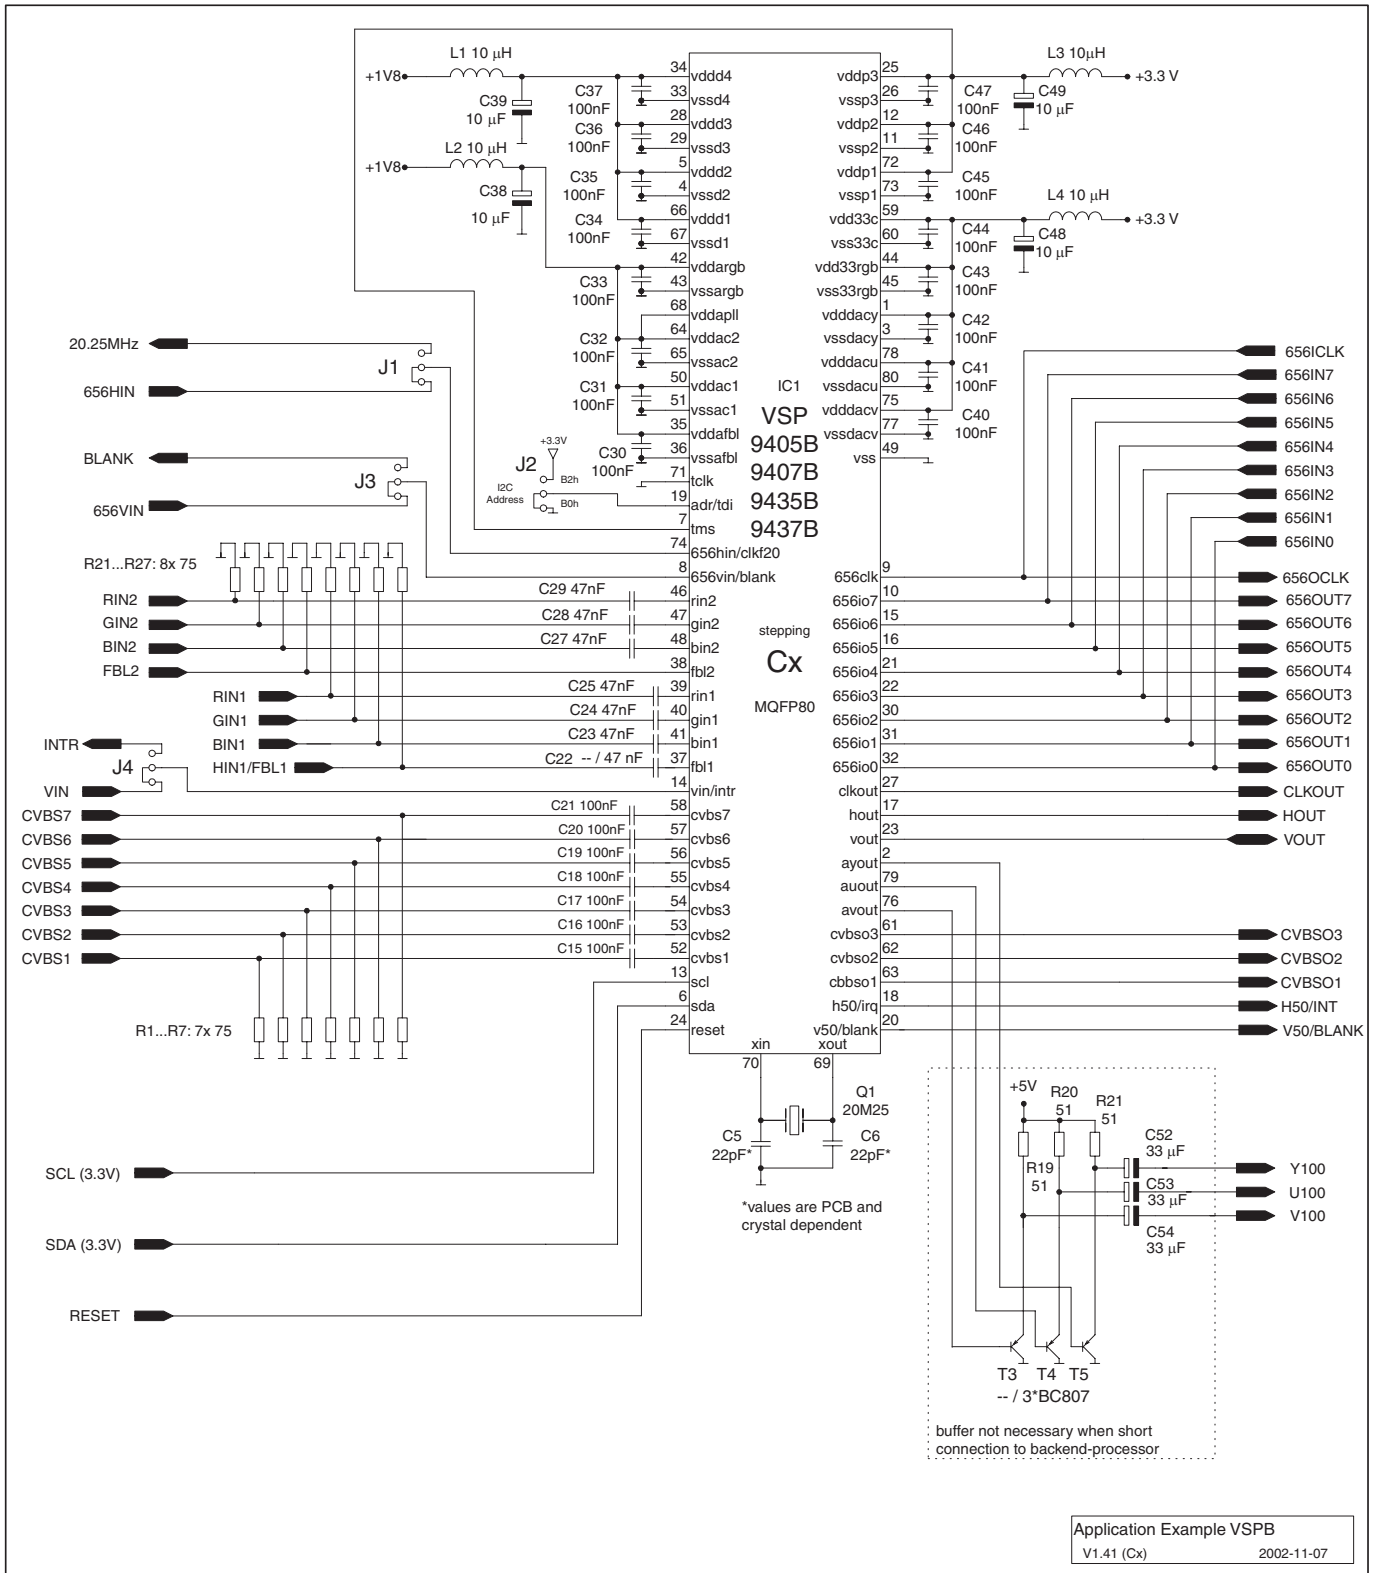 L1 10 µH
+1V8
C39
10 µF
L2 10 µH
+1V8
C38
10 µF
C37
100nF
C36
100nF
C35
100nF
C34
100nF
C33
100nF
C32
100nF
C31
100nF
C30
100nF
34 vddd4
33 vssd4
28 vddd3
29 vssd3
5 vddd2
4 vssd2
66 vddd1
67 vssd1
42 vddargb
43 vssargb
68 vddapll
64 vddac2
65 vssac2
50 vddac1
51 vssac1
35 vddafbl
36 vssafbl
71 tclk
19 adr/tdi
7 tms
74 656hin/clkf20
8 656vin/blank
46 rin2
47 gin2
48 bin2
38 fbl2
39 rin1
40 gin1
41 bin1
37 fbl1
14 vin/intr
58 cvbs7
57 cvbs6
56 cvbs5
55 cvbs4
54 cvbs3
53 cvbs2
52 cvbs1
13 scl
6 sda
24 reset
xin
70
xout
69
IC1
VSP
9405B
9407B
9435B
9437B
stepping
Cx
MQFP80
vddp3 25
vssp3 26
vddp2 12
vssp2 11
vddp1 72
vssp1 73
vdd33c 59
vss33c 60
vdd33rgb 44
vss33rgb 45
vdddacy 1
vssdacy 3
vdddacu 78
vssdacu 80
vdddacv 75
vssdacv 77
vss 49
656clk 9
656io7 10
656io6 15
656io5 16
656io4 21
656io3 22
656io2 30
656io1 31
656io0 32
clkout 27
hout 17
vout 23
ayout 2
auout 79
avout 76
cvbso3 61
cvbso2 62
cbbso1 63
h50/irq 18
v50/blank 20
C47
100nF
C46
100nF
C45
100nF
C44
100nF
C43
100nF
C42
100nF
C41
100nF
C40
100nF
L3 10µH
+3.3 V
C49
10 µF
L4 10 µH
+3.3 V
C48
10 µF
20.25MHz
J1
656HIN
BLANK
J3
656VIN
+3.3V
J2
B2h
I2C
Address
B0h
R21...R27: 8x 75
RIN2
GIN2
BIN2
FBL2
RIN1
GIN1
BIN1
HIN1/FBL1
INTR
J4
VIN
CVBS7
CVBS6
CVBS5
CVBS4
CVBS3
CVBS2
CVBS1
C29 47nF
C28 47nF
C27 47nF
C25 47nF
C24 47nF
C23 47nF
C22 -- / 47 nF
C21 100nF
C20 100nF
C19 100nF
C18 100nF
C17 100nF
C16 100nF
C15 100nF
R1...R7: 7x 75
SCL (3.3V)
SDA (3.3V)
RESET
Q1
20M25
C5
22pF*
C6
22pF*
*values are PCB and
crystal dependent
656ICLK
656IN7
656IN6
656IN5
656IN4
656IN3
656IN2
656IN1
656IN0
656OCLK
656OUT7
656OUT6
656OUT5
656OUT4
656OUT3
656OUT2
656OUT1
656OUT0
CLKOUT
HOUT
VOUT
CVBSO3
CVBSO2
CVBSO1
H50/INT
V50/BLANK
+5V
R20
51
R21
51
R19
51
C52
33 µF
C53
33 µF
C54
33 µF
Y100
U100
V100
T3 T4 T5
-- / 3*BC807
buffer not necessary when short
connection to backend-processor
Application Example VSPB
V1.41 (Cx) 2002-11-07